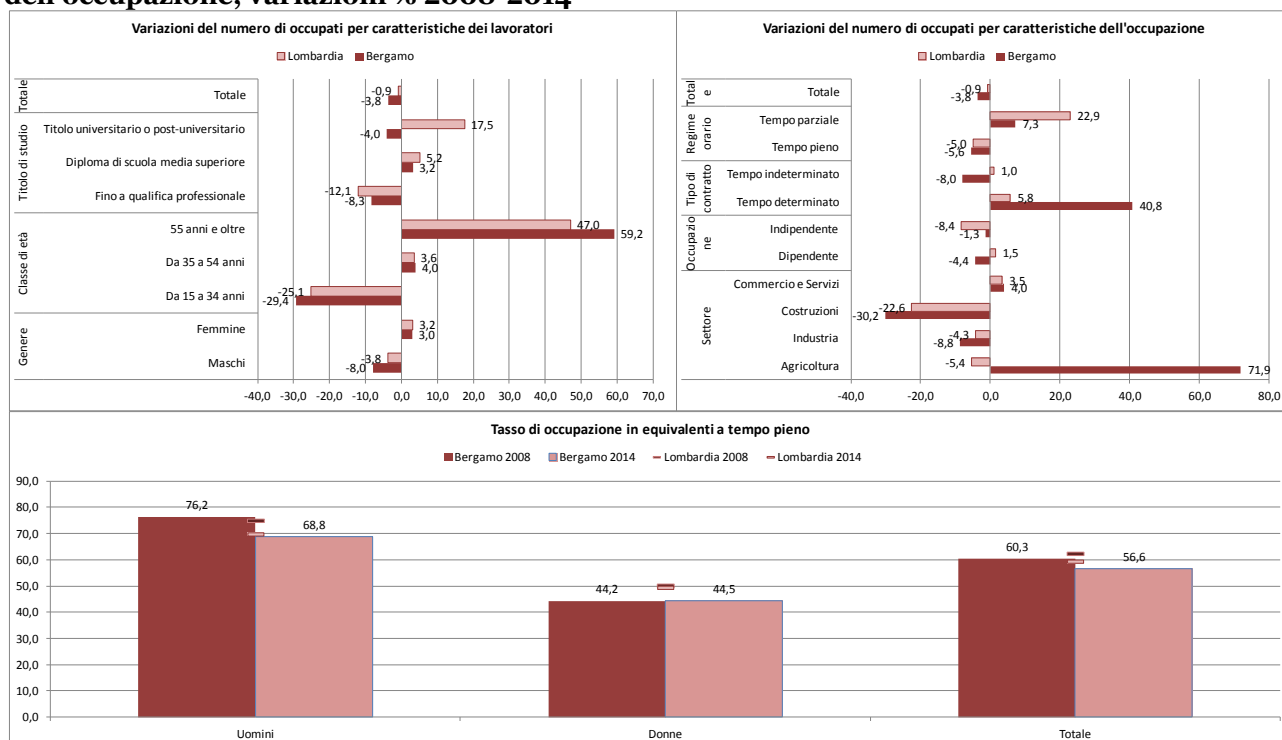 dell'occupazione, variazioni % 2008-2014
Variazioni del numero di occupati per caratteristiche dei lavoratori
Lombardia Bergamo
Totale
Totale
-0,9
-3,8
Titolo di studio
Titolo universitario o post-universitario
17,5
-4,0
Diploma di scuola media superiore
5,2
3,2
Fino a qualifica professionale
-12,1
-8,3
Classe di età
55 anni e oltre
47,0
59,2
Da 35 a 54 anni
3,6
4,0
Da 15 a 34 anni
-25,1
-29,4
Genere
Femmine
3,2
3,0
Maschi
-3,8
-8,0
-40,0 -30,0 -20,0 -10,0 0,0 10,0 20,0 30,0 40,0 50,0 60,0 70,0
Variazioni del numero di occupati per caratteristiche dell'occupazione
Lombardia Bergamo
Total
e
Totale
-0,9
-3,8
Regime
orario
Tempo parziale
22,9
7,3
Tempo pieno
-5,0
-5,6
Tipo di
contratto
Tempo indeterminato
1,0
-8,0
Tempo determinato
5,8
40,8
Occupazio
ne
Indipendente
-8,4
-1,3
Dipendente
1,5
-4,4
Settore
Commercio e Servizi
3,5
4,0
Costruzioni
-22,6
-30,2
Industria
-4,3
-8,8
Agricoltura
-5,4
71,9
-40,0 -20,0 0,0 20,0 40,0 60,0 80,0
Tasso di occupazione in equivalenti a tempo pieno
Bergamo 2008 Bergamo 2014 Lombardia 2008 Lombardia 2014
90,0
80,0
70,0
60,0
50,0
40,0
30,0
20,0
10,0
0,0
76,2
68,8
44,2
44,5
60,3
56,6
Uomini Donne Totale